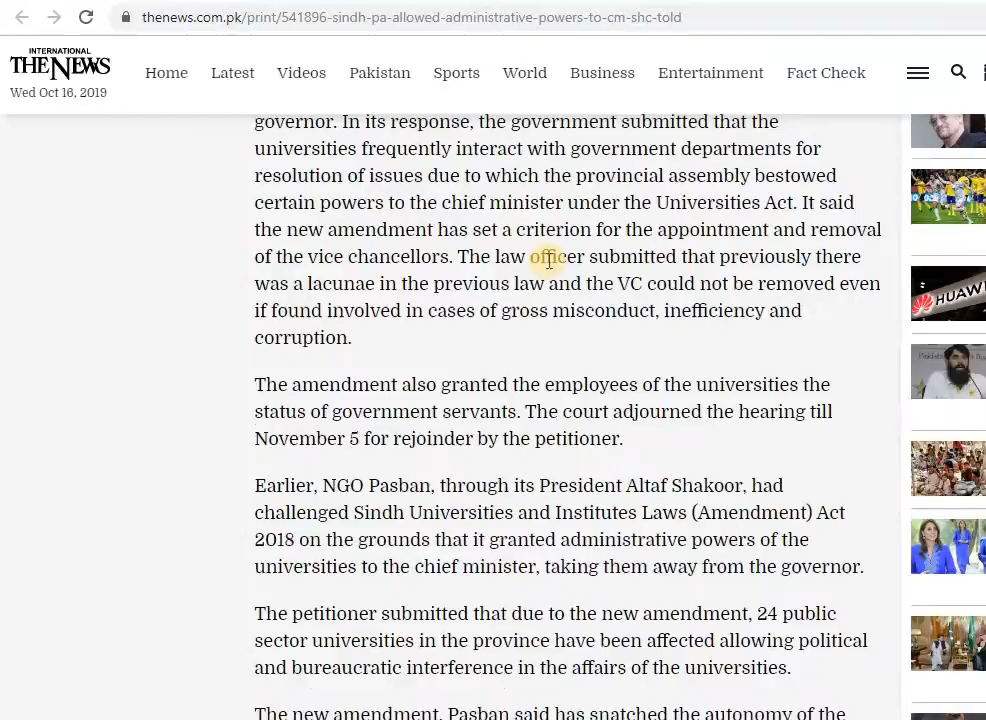 thenews.com.pk/print/541896-sindh-pa-allowed-administrative-powers-to-cm-shc-told
INTERNATIONAL
THE NEWS
Wed Oct 16, 2019
Home Latest Videos Pakistan Sports World Business Entertainment Fact Check
governor. In its response, the government submitted that the
universities frequently interact with government departments for
resolution of issues due to which the provincial assembly bestowed
certain powers to the chief minister under the Universities Act. It said
the new amendment has set a criterion for the appointment and removal
of the vice chancellors. The law officer submitted that previously there
was a lacunae in the previous law and the VC could not be removed even
if found involved in cases of gross misconduct, inefficiency and
corruption.
The amendment also granted the employees of the universities the
status of government servants. The court adjourned the hearing till
November 5 for rejoinder by the petitioner.
Earlier, NGO Pasban, through its President Altaf Shakoor, had
challenged Sindh Universities and Institutes Laws (Amendment) Act
2018 on the grounds that it granted administrative powers of the
universities to the chief minister, taking them away from the governor.
The petitioner submitted that due to the new amendment, 24 public
sector universities in the province have been affected allowing political
and bureaucratic interference in the affairs of the universities.
The new amendment, Pasban said has snatched the autonomy of the
HUAW